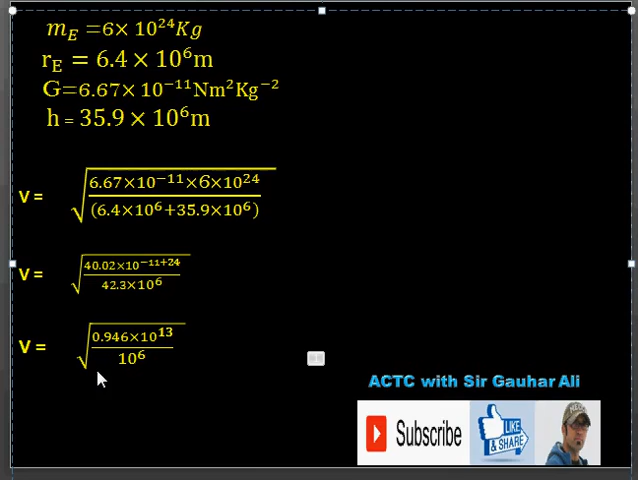 m_E = 6 × 10^24 Kg
r_E = 6.4 × 10^6 m
G=6.67 × 10^−11 Nm^2 Kg^−2
h = 35.9 × 10^6 m
V = √((6.67×10^−11×6×10^24)/(6.4×10^6+35.9×10^6))
V = √((40.02×10^−11+24)/(42.3×10^6))
V = √((0.946×10^13)/(10^6))
ACTC with Sir Gauhar Ali
Subscribe
LIKE
& SHARE